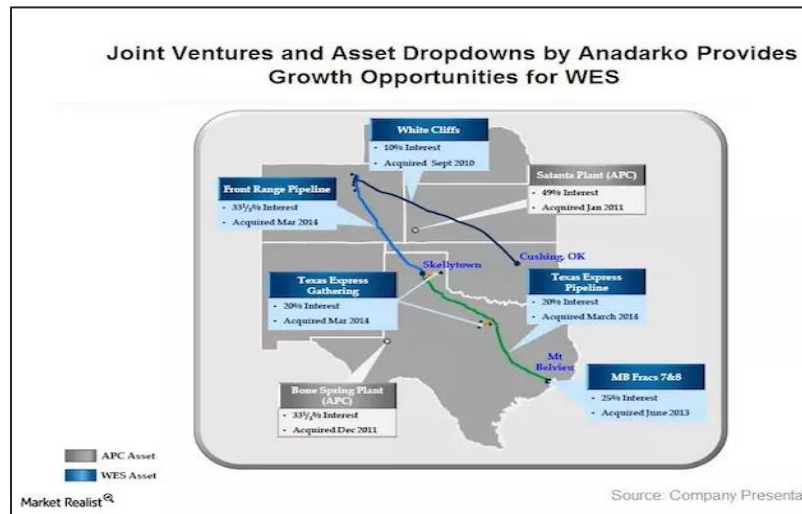 Joint Ventures and Asset Dropdowns by Anadarko Provides
Growth Opportunities for WES
White Cliffs
• 10% Interest
• Acquired Sept 2010
Satanta Plant (APC)
• 49% Interest
• Acquired Jan 2011
Front Range Pipeline
• 33⅓% Interest
• Acquired Mar 2014
Skellytown
Cushing, OK
Texas Express
Gathering
• 20% Interest
• Acquired Mar 2014
Texas Express
Pipeline
• 20% Interest
• Acquired March 2014
Mt
Belvieu
Bone Spring Plant
(APC)
• 33⅓% Interest
• Acquired Dec 2011
MB Fracs 7&8
• 25% Interest
• Acquired June 2013
APC Asset
WES Asset
Market Realist
Source: Company Presenta